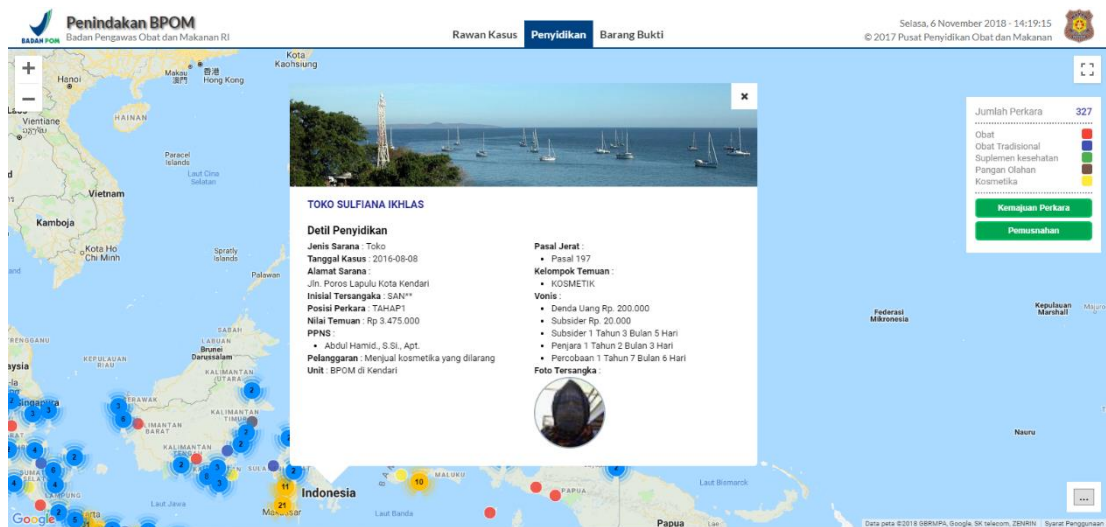 Penindakan BPOM
Badan Pengawas Obat dan Makanan RI
BADAN POM
Rawan Kasus
Penyidikan
Barang Bukti
Selasa, 6 November 2018 - 14:19:15
© 2017 Pusat Penyidikan Obat dan Makanan
Jumlah Perkara 327
Obat
Obat Tradisional
Suplemen kesehatan
Pangan Olahan
Kosmetika
Kemajuan Perkara
Pemusnahan
TOKO SULFIANA IKHLAS
Detil Penyidikan
Jenis Sarana : Toko
Tanggal Kasus : 2016-08-08
Alamat Sarana :
Jln. Poros Lapulu Kota Kendari
Inisial Tersangka : SAN**
Posisi Perkara : TAHAP1
Nilai Temuan : Rp 3.475.000
PPNS :
• Abdul Hamid., S.Si., Apt.
Pelanggaran : Menjual kosmetika yang dilarang
Unit : BPOM di Kendari
Pasal Jerat :
• Pasal 197
Kelompok Temuan :
• KOSMETIK
Vonis :
• Denda Uang Rp. 200.000
• Subsider Rp. 20.000
• Subsider 1 Tahun 3 Bulan 5 Hari
• Penjara 1 Tahun 2 Bulan 3 Hari
• Percobaan 1 Tahun 7 Bulan 6 Hari
Foto Tersangka :
Kota
Kaohsiung
Hanoi
Makau
澳門
香港
Hong Kong
Vientiane
HAINAN
Paracel
Islands
Laut Cina
Selatan
Vietnam
Kamboja
Kota Ho
Chi Minh
Spratly
Islands
Palawan
SABAH
LABUAN
Brunei
Darussalam
KEPULAUAN
RIAU
KALIMANTAN
UTARA
KALIMANTAN
TIMUR
KALIMANTAN
Singapura
Laut Jawa
Makassar
Indonesia
Laut Banda
MALUKU
PAPUA
Papua
Laut Bismarck
Federasi
Mikronesia
Kepulauan
Marshall
Nauru
Google
Data peta ©2018 GBRMPA, Google, SK telecom, ZENRIN
Syarat Penggunaan